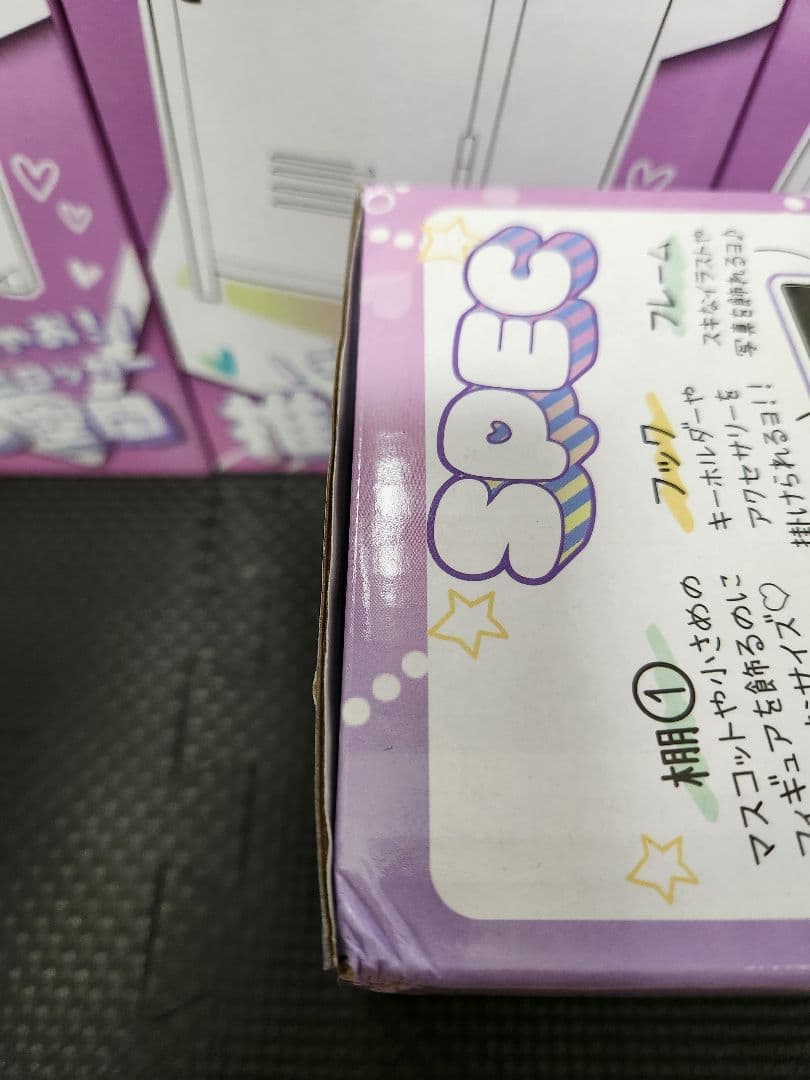 SPEC
フレーム
スキなイラストや
写真を飾れるヨ♪
フック
キーホルダーや
アクセサリーを
掛けられるヨ!!
棚①
マスコットや小さめの
フィギュアを飾るのに
サイズ♡